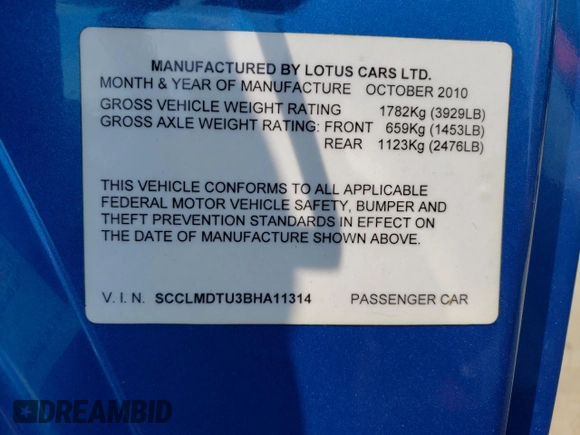 MANUFACTURED BY LOTUS CARS LTD.
MONTH & YEAR OF MANUFACTURE OCTOBER 2010
GROSS VEHICLE WEIGHT RATING 1782Kg (3929LB)
GROSS AXLE WEIGHT RATING: FRONT 659Kg (1453LB)
REAR 1123Kg (2476LB)
THIS VEHICLE CONFORMS TO ALL APPLICABLE
FEDERAL MOTOR VEHICLE SAFETY, BUMPER AND
THEFT PREVENTION STANDARDS IN EFFECT ON
THE DATE OF MANUFACTURE SHOWN ABOVE.
V. I. N. SCCLMDTU3BHA11314 PASSENGER CAR
DREAMBID